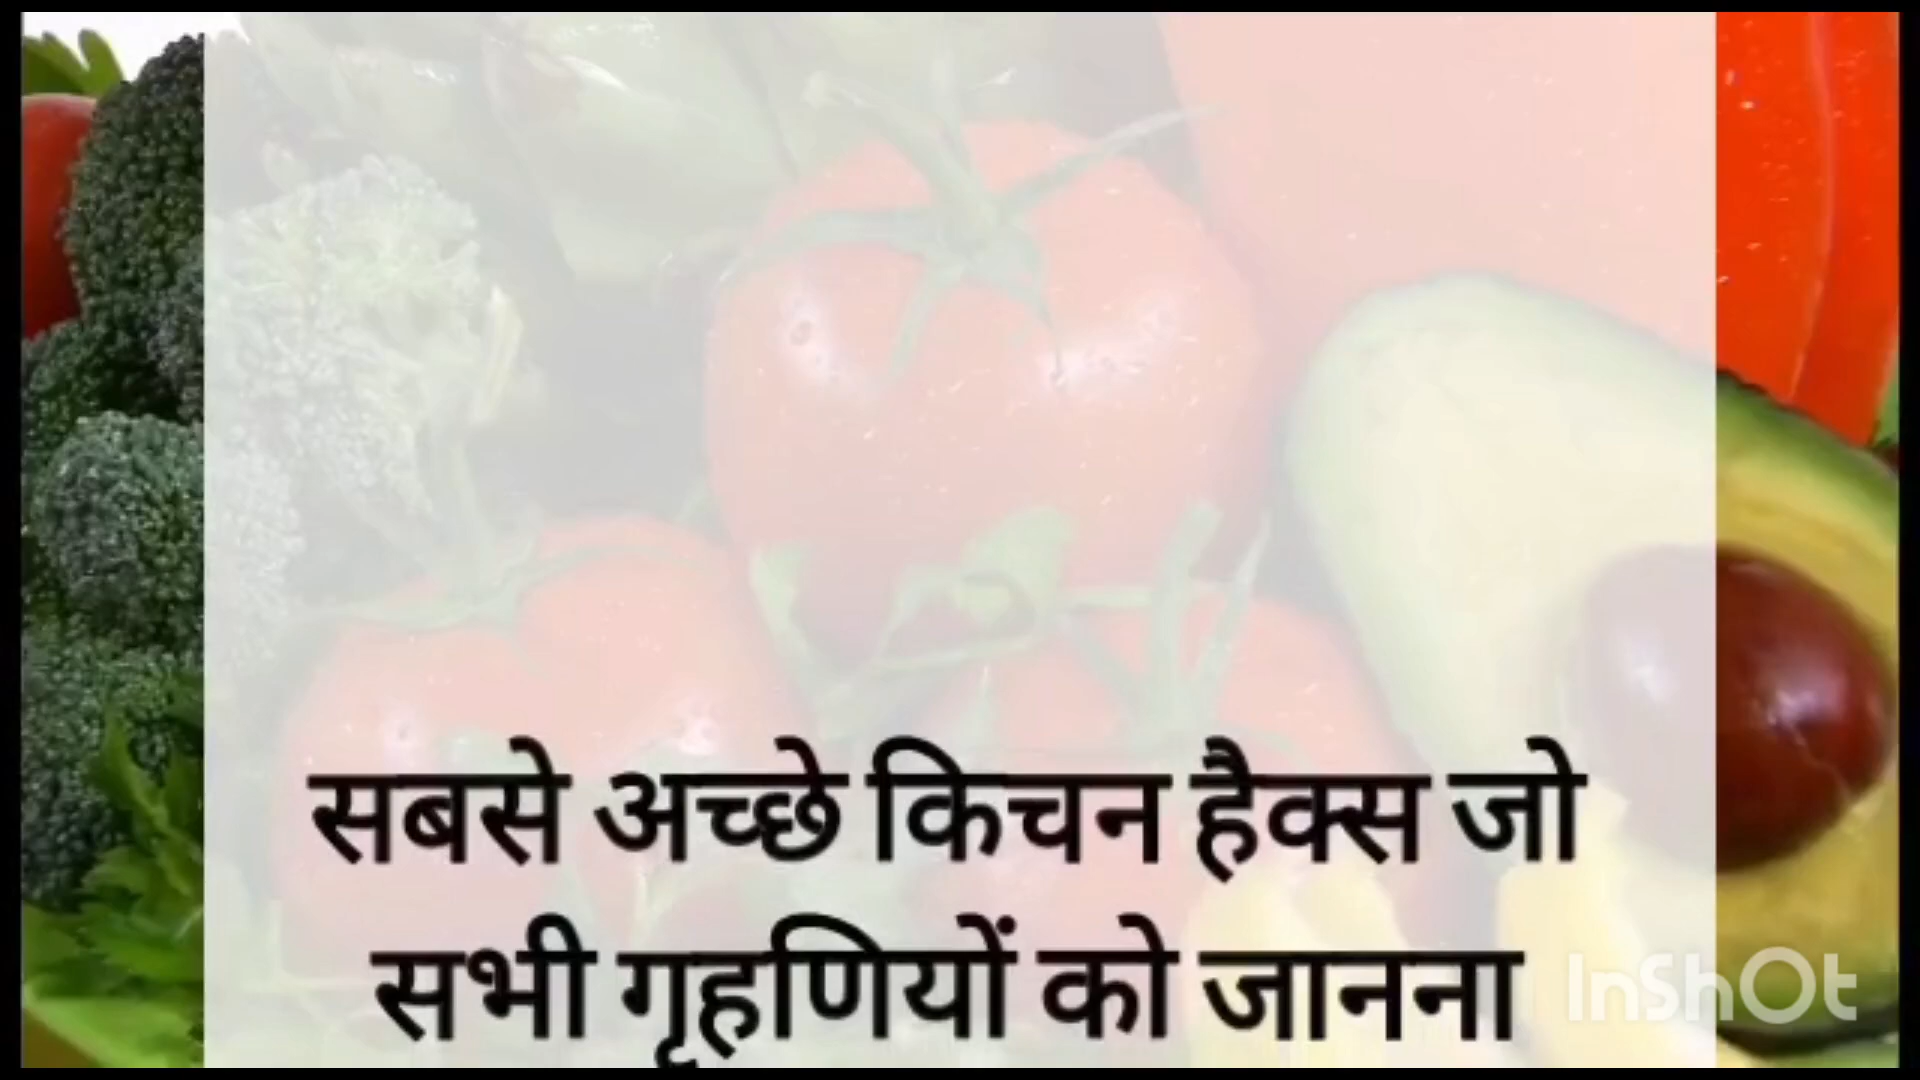 सबसे अच्छे किचन हैक्स जो
सभी गृहणियों को जानना
InShOt